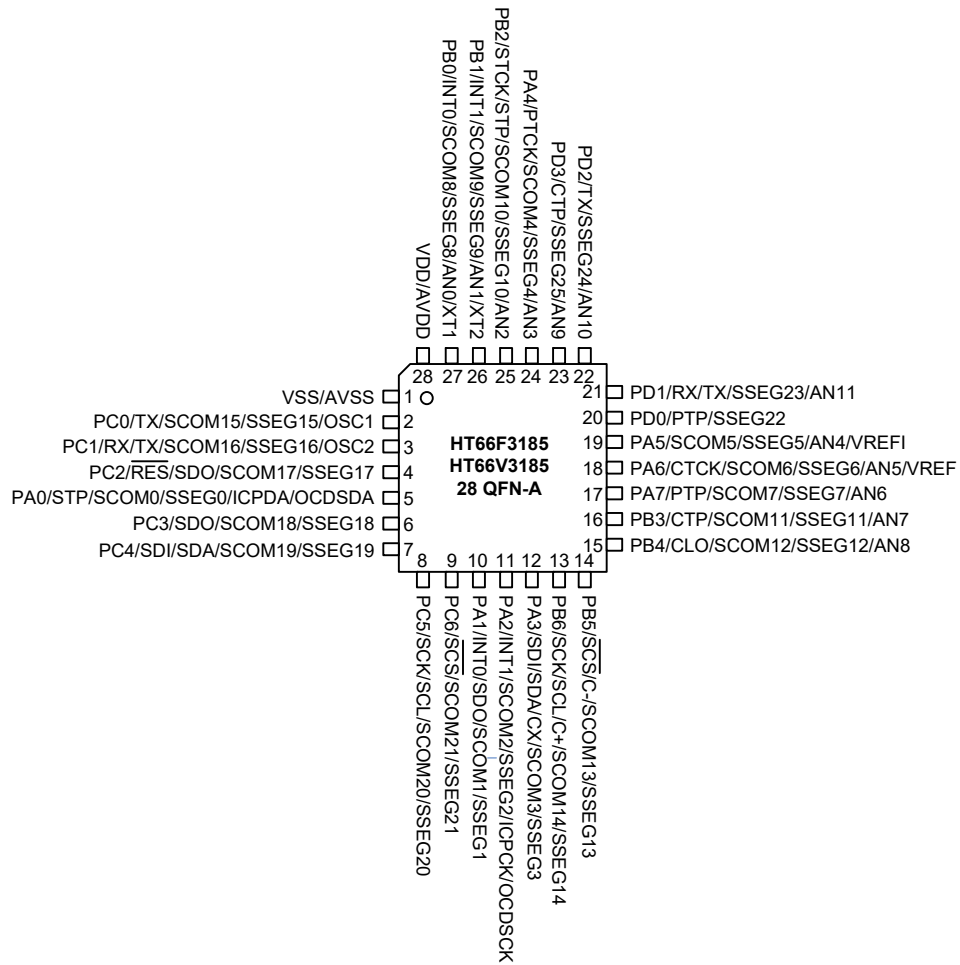 PB2/STCK/STP/SCOM10/SSEG10/AN2
PB1/INT1/SCOM9/SSEG9/AN1/XT2
PB0/INT0/SCOM8/SSEG8/AN0/XT1
VDD/AVDD
PA4/PTCK/SCOM4/SSEG4/AN3
PD3/CTP/SSEG25/AN9
PD2/TX/SSEG24/AN10
28 27 26 25 24 23 22
VSS/AVSS 1
PC0/TX/SCOM15/SSEG15/OSC1 2
PC1/RX/TX/SCOM16/SSEG16/OSC2 3
PC2/RES/SDO/SCOM17/SSEG17 4
PA0/STP/SCOM0/SSEG0/ICPDA/OCDSDA 5
PC3/SDO/SCOM18/SSEG18 6
PC4/SDI/SDA/SCOM19/SSEG19 7
HT66F3185
HT66V3185
28 QFN-A
21 PD1/RX/TX/SSEG23/AN11
20 PD0/PTP/SSEG22
19 PA5/SCOM5/SSEG5/AN4/VREFI
18 PA6/CTCK/SCOM6/SSEG6/AN5/VREF
17 PA7/PTP/SCOM7/SSEG7/AN6
16 PB3/CTP/SCOM11/SSEG11/AN7
15 PB4/CLO/SCOM12/SSEG12/AN8
8 9 10 11 12 13 14
PC5/SCK/SCL/SCOM20/SSEG20
PC6/SCS/SCOM21/SSEG21
PA1/INT0/SDO/SCOM1/SSEG1
PA2/INT1/SCOM2/SSEG2/ICPCK/OCDSCK
PA3/SDI/SDA/CX/SCOM3/SSEG3
PB6/SCK/SCL/C+/SCOM14/SSEG14
PB5/SCS/C-/SCOM13/SSEG13